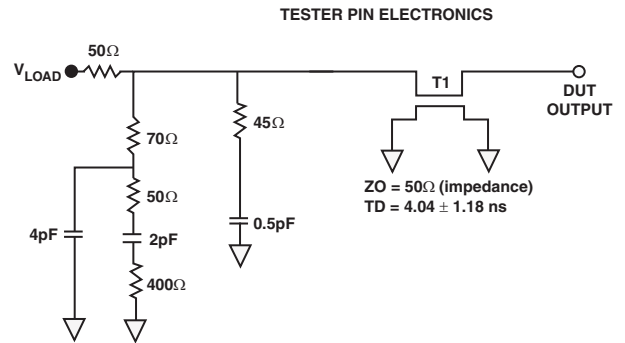 TESTER PIN ELECTRONICS
50Ω
VLOAD
T1
DUT
OUTPUT
70Ω
45Ω
50Ω
ZO = 50Ω (impedance)
TD = 4.04 ± 1.18 ns
0.5pF
4pF
2pF
400Ω